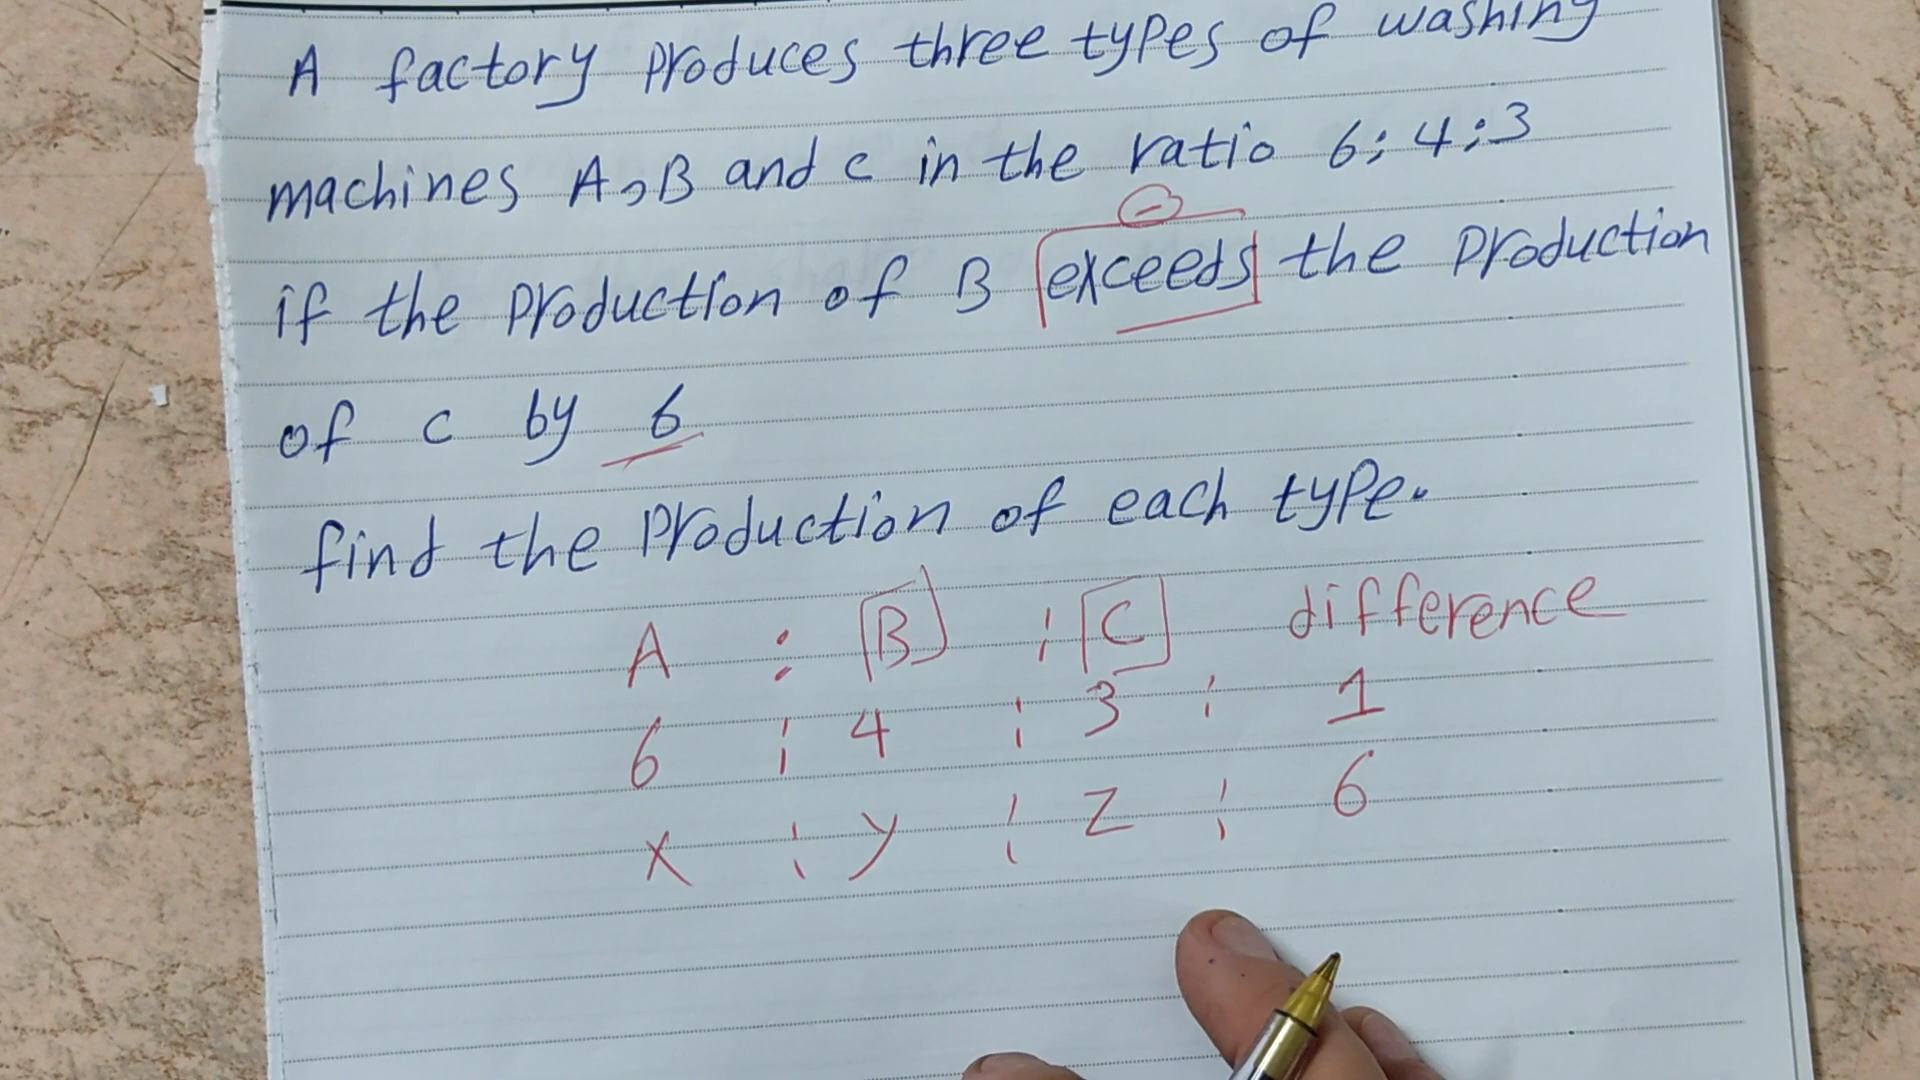 A factory produces three types of washing
machines A, B and C in the ratio 6 : 4 : 3
if the production of B exceeds the production
of C by 6
find the production of each type.
A : B : C difference
6 : 4 : 3 : 1
x : y : z : 6